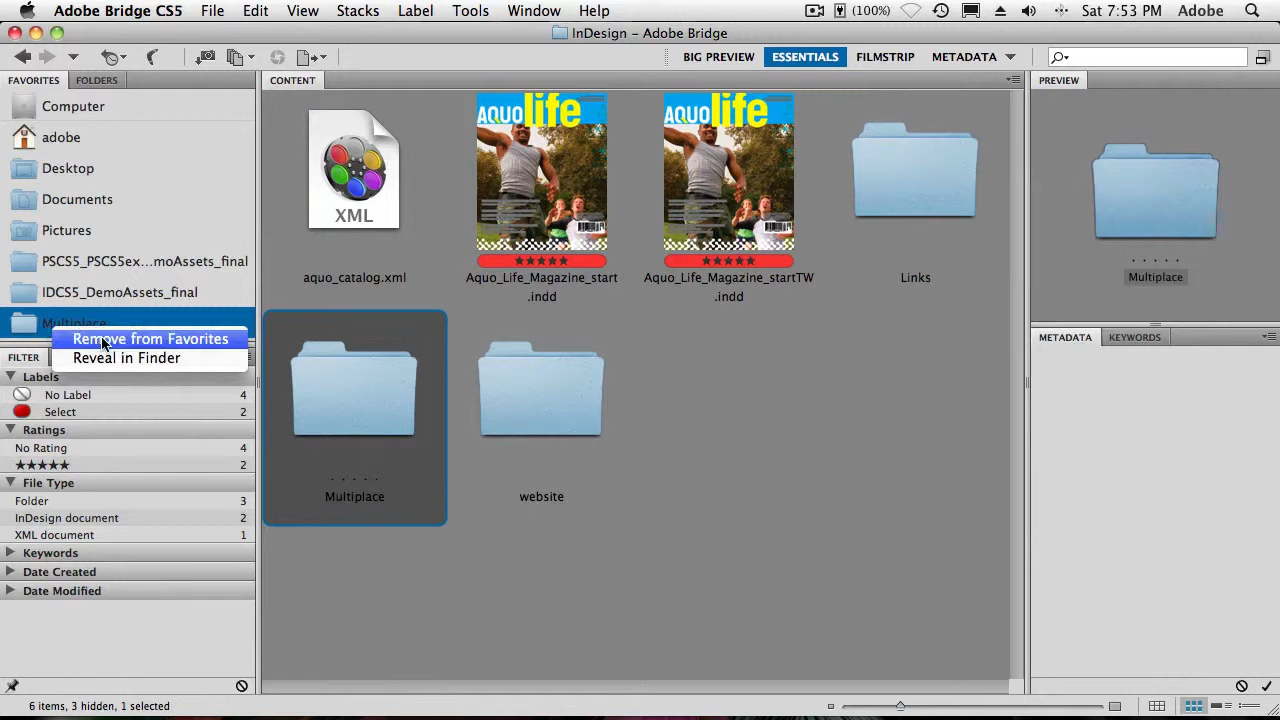 Adobe Bridge CS5 File Edit View Stacks Label Tools Window Help (100%) Sat 7:53 PM Adobe
InDesign – Adobe Bridge
BIG PREVIEW ESSENTIALS FILMSTRIP METADATA
FAVORITES FOLDERS
Computer
adobe
Desktop
Documents
Pictures
PSCS5_PSCS5ex...moAssets_final
IDCS5_DemoAssets_final
Multiplace
Remove from Favorites
Reveal in Finder
FILTER
Labels
No Label 4
Select 2
Ratings
No Rating 4
★★★★★ 2
File Type
Folder 3
InDesign document 2
XML document 1
Keywords
Date Created
Date Modified
CONTENT
XML
aquo_catalog.xml
AQUO life
★★★★★
Aquo_Life_Magazine_start
.indd
AQUO life
★★★★★
Aquo_Life_Magazine_startTW
.indd
Links
Multiplace
website
PREVIEW
Multiplace
METADATA KEYWORDS
6 items, 3 hidden, 1 selected